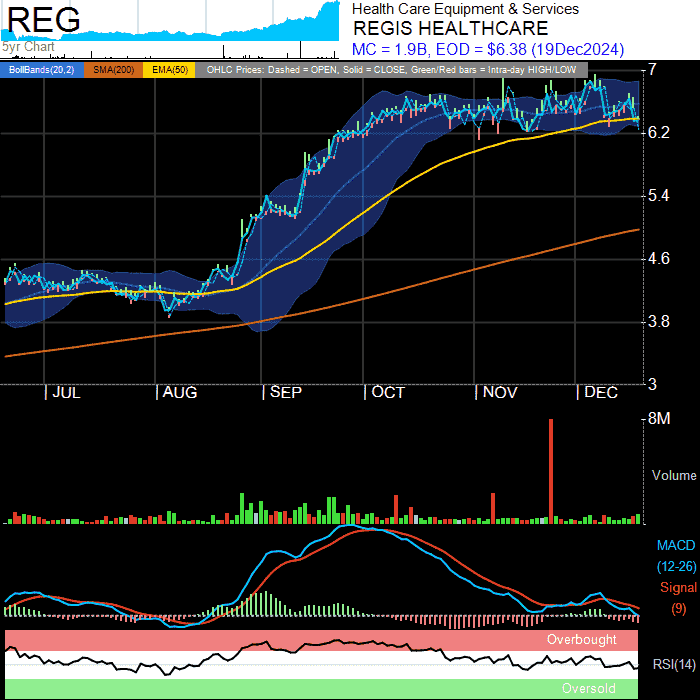 REG
5yr Chart
Health Care Equipment & Services
REGIS HEALTHCARE
MC = 1.9B, EOD = $6.38 (19Dec2024)
BollBands(20,2) SMA(200) EMA(50) OHLC Prices: Dashed = OPEN, Solid = CLOSE, Green/Red bars = Intra-day HIGH/LOW
7
6.2
5.4
4.6
3.8
3
| JUL | AUG | SEP | OCT | NOV | DEC
8M
Volume
MACD
(12-26)
Signal
(9)
Overbought
RSI(14)
Oversold